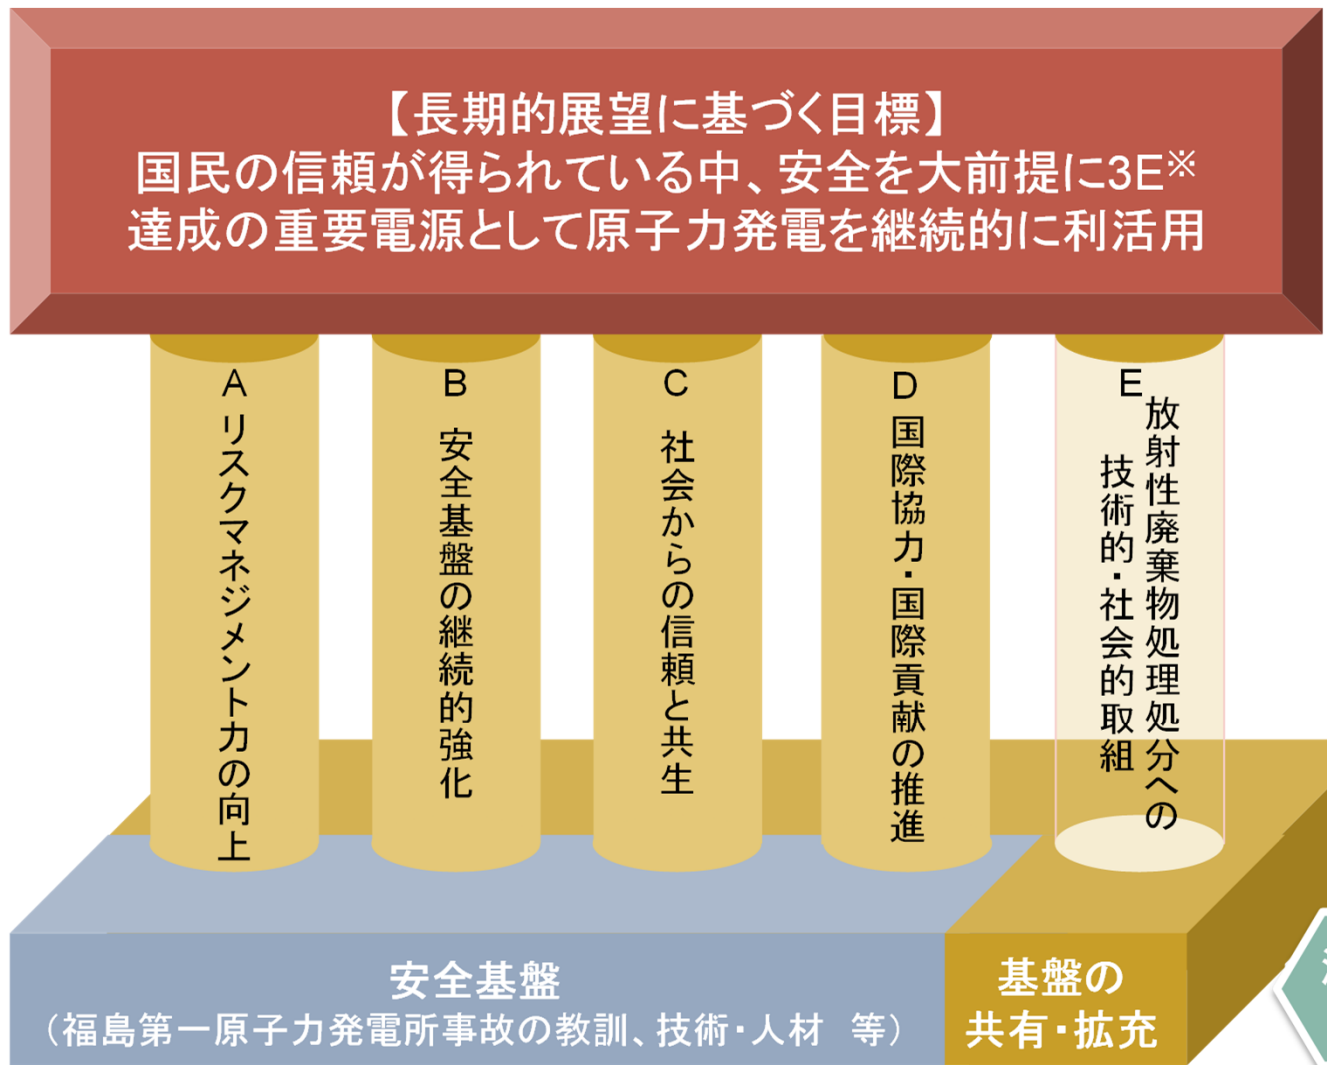 【長期的展望に基づく目標】
国民の信頼が得られている中、安全を大前提に3E※
達成の重要電源として原子力発電を継続的に利活用
A リスクマネジメント力の向上
B 安全基盤の継続的強化
C 社会からの信頼と共生
D 国際協力・国際貢献の推進
E 放射性廃棄物処理処分への
技術的・社会的取組
安全基盤
（福島第一原子力発電所事故の教訓、技術・人材 等）
基盤の
共有・拡充